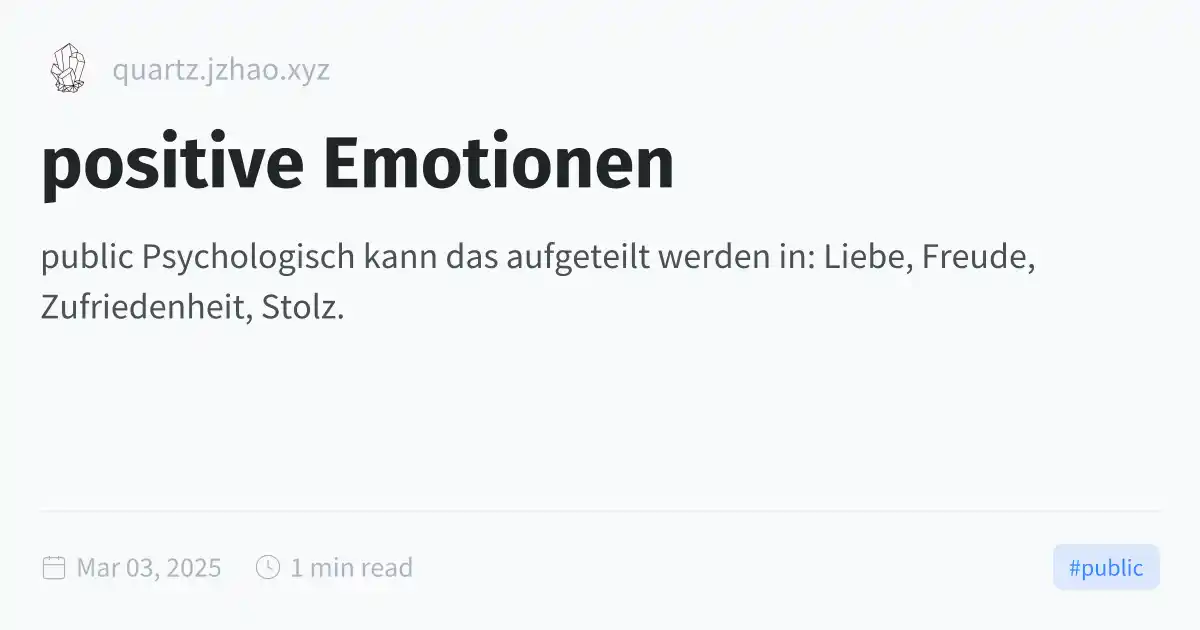 quartz.jzhao.xyz
positive Emotionen
public Psychologisch kann das aufgeteilt werden in: Liebe, Freude,
Zufriedenheit, Stolz.
Mar 03, 2025 1 min read #public